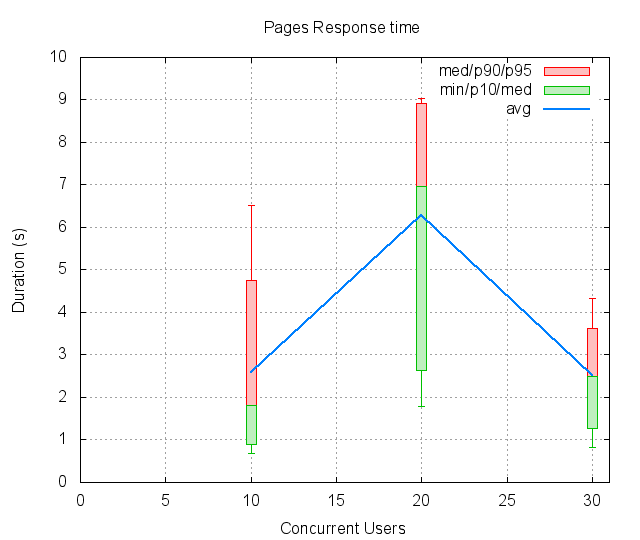 Pages Response time
med/p90/p95
min/p10/med
avg
10
9
8
7
6
5
4
3
2
1
0
Duration (s)
0 5 10 15 20 25 30
Concurrent Users